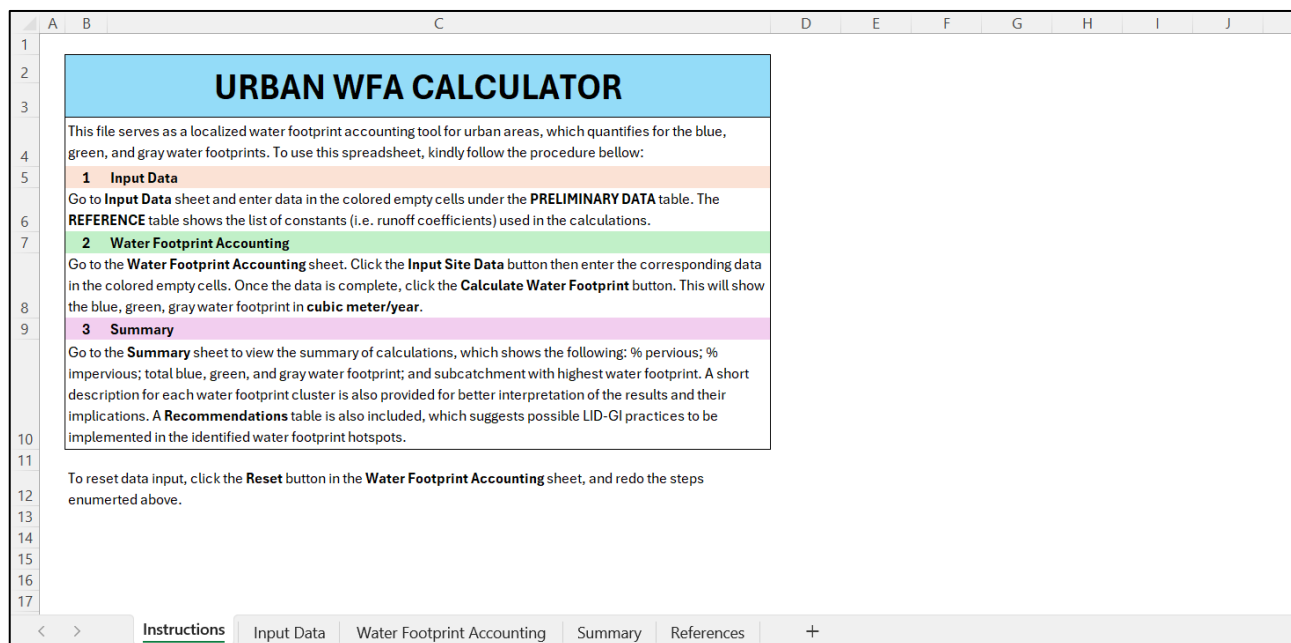 A B C D E F G H I J
1
2
3
URBAN WFA CALCULATOR
This file serves as a localized water footprint accounting tool for urban areas, which quantifies for the blue,
4 green, and gray water footprints. To use this spreadsheet, kindly follow the procedure bellow:
5 1 Input Data
Go to Input Data sheet and enter data in the colored empty cells under the PRELIMINARY DATA table. The
6 REFERENCE table shows the list of constants (i.e. runoff coefficients) used in the calculations.
7 2 Water Footprint Accounting
Go to the Water Footprint Accounting sheet. Click the Input Site Data button then enter the corresponding data
in the colored empty cells. Once the data is complete, click the Calculate Water Footprint button. This will show
8 the blue, green, gray water footprint in cubic meter/year.
9 3 Summary
Go to the Summary sheet to view the summary of calculations, which shows the following: % pervious; %
impervious; total blue, green, and gray water footprint; and subcatchment with highest water footprint. A short
description for each water footprint cluster is also provided for better interpretation of the results and their
implications. A Recommendations table is also included, which suggests possible LID-GI practices to be
10 implemented in the identified water footprint hotspots.
11
To reset data input, click the Reset button in the Water Footprint Accounting sheet, and redo the steps
12 enumerted above.
13
14
15
16
17
Instructions Input Data Water Footprint Accounting Summary References +